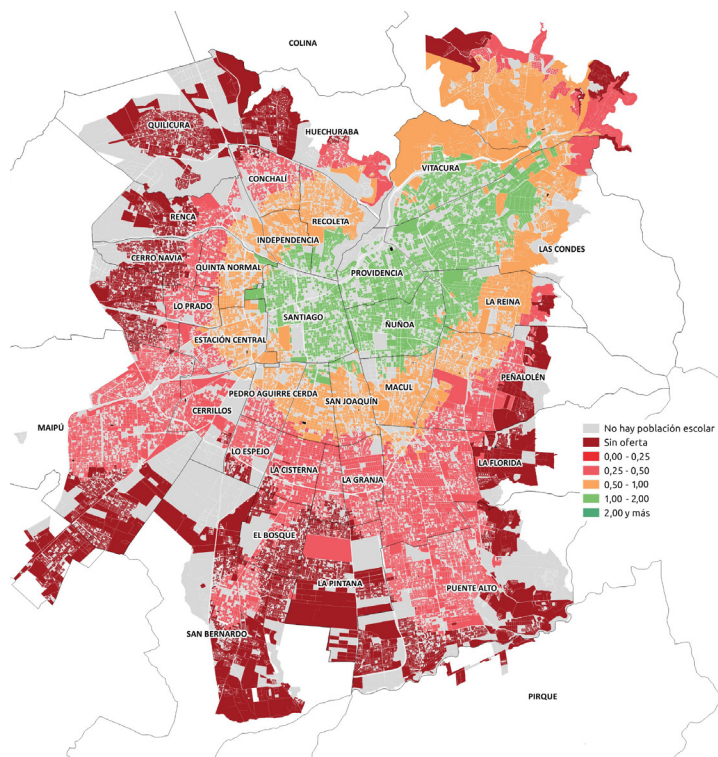 COLINA
QUILICURA
HUECHURABA
VITACURA
CONCHALÍ
RENCA
RECOLETA
INDEPENDENCIA
LAS CONDES
CERRO NAVIA
QUINTA NORMAL
PROVIDENCIA
LO PRADO
LA REINA
SANTIAGO
ÑUÑOA
ESTACIÓN CENTRAL
PEÑALOLÉN
MACUL
PEDRO AGUIRRE CERDA
SAN JOAQUÍN
CERRILLOS
MAIPÚ
LO ESPEJO
LA FLORIDA
LA CISTERNA
LA GRANJA
EL BOSQUE
LA PINTANA
PUENTE ALTO
SAN BERNARDO
PIRQUE
No hay población escolar
Sin oferta
0,00 - 0,25
0,25 - 0,50
0,50 - 1,00
1,00 - 2,00
2,00 y más